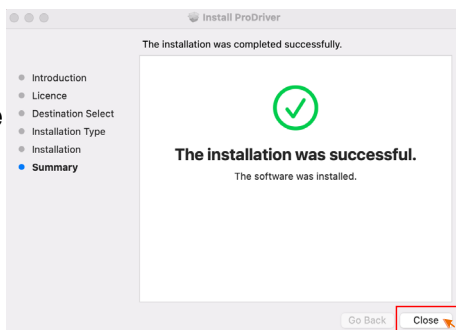 Install ProDriver
The installation was completed successfully.
Introduction
Licence
Destination Select
Installation Type
Installation
Summary
The installation was successful.
The software was installed.
Go Back
Close